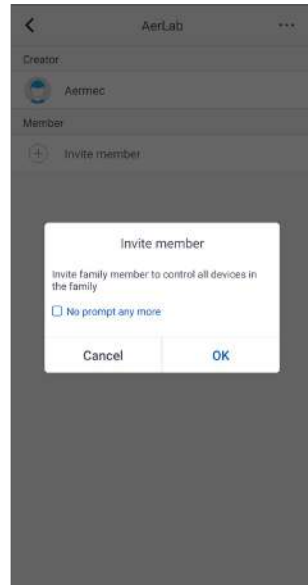 AerLab
Creator
Aermec
Member
Invite member
Invite member
Invite family member to control all devices in
the family
No prompt any more
Cancel OK